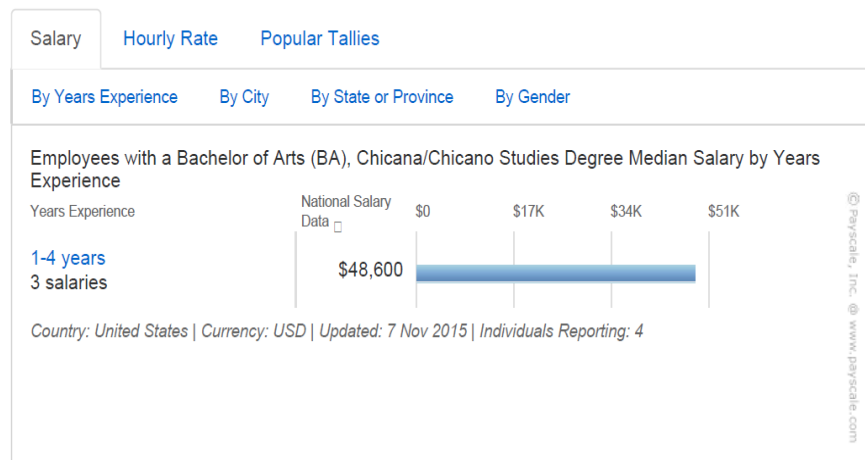 Salary Hourly Rate Popular Tallies
By Years Experience By City By State or Province By Gender
Employees with a Bachelor of Arts (BA), Chicana/Chicano Studies Degree Median Salary by Years
Experience
Years Experience
National Salary
Data
$0 $17K $34K $51K
1-4 years
3 salaries
$48,600
Country: United States | Currency: USD | Updated: 7 Nov 2015 | Individuals Reporting: 4
© Payscale, Inc. @ www.payscale.com